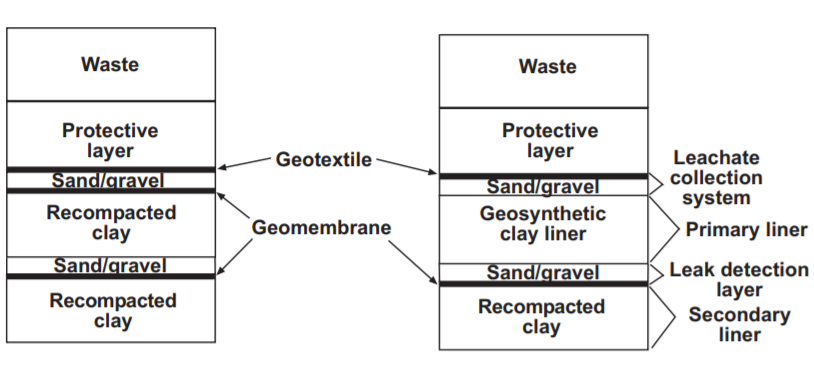 Waste
Protective
layer
Sand/gravel
Recompacted
clay
Sand/gravel
Recompacted
clay
Geotextile
Geomembrane
Waste
Protective
layer
Sand/gravel
Geosynthetic
clay liner
Sand/gravel
Recompacted
clay
Leachate
collection
system
Primary liner
Leak detection
layer
Secondary
liner